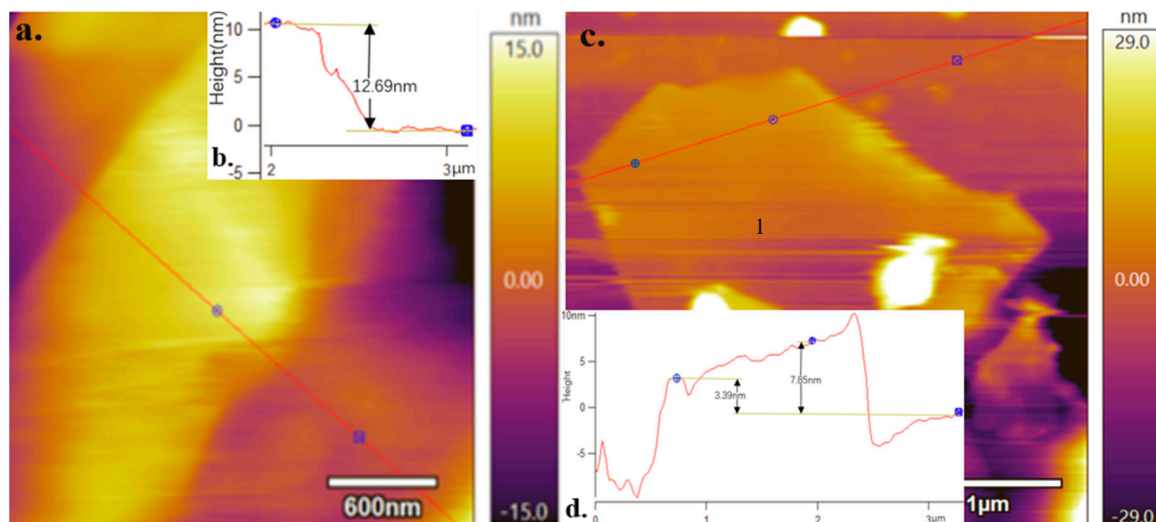 a.
nm
15.0
0.00
-15.0
600nm
b.
Height(nm)
10
5
0
-5
12.69nm
2
3μm
c.
nm
29.0
0.00
-29.0
1
1μm
d.
10nm
5
0
-5
Height
3.39nm
7.85nm
0
1
2
3μm